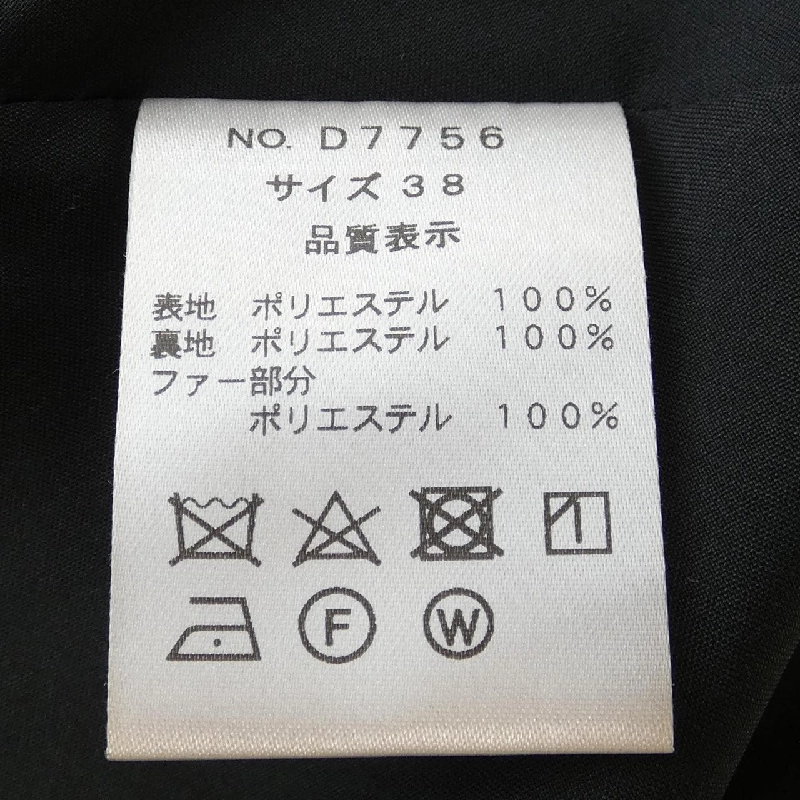 NO. D7756
サイズ 38
品質表示
表地 ポリエステル 100%
裏地 ポリエステル 100%
ファー部分
ポリエステル 100%
F W